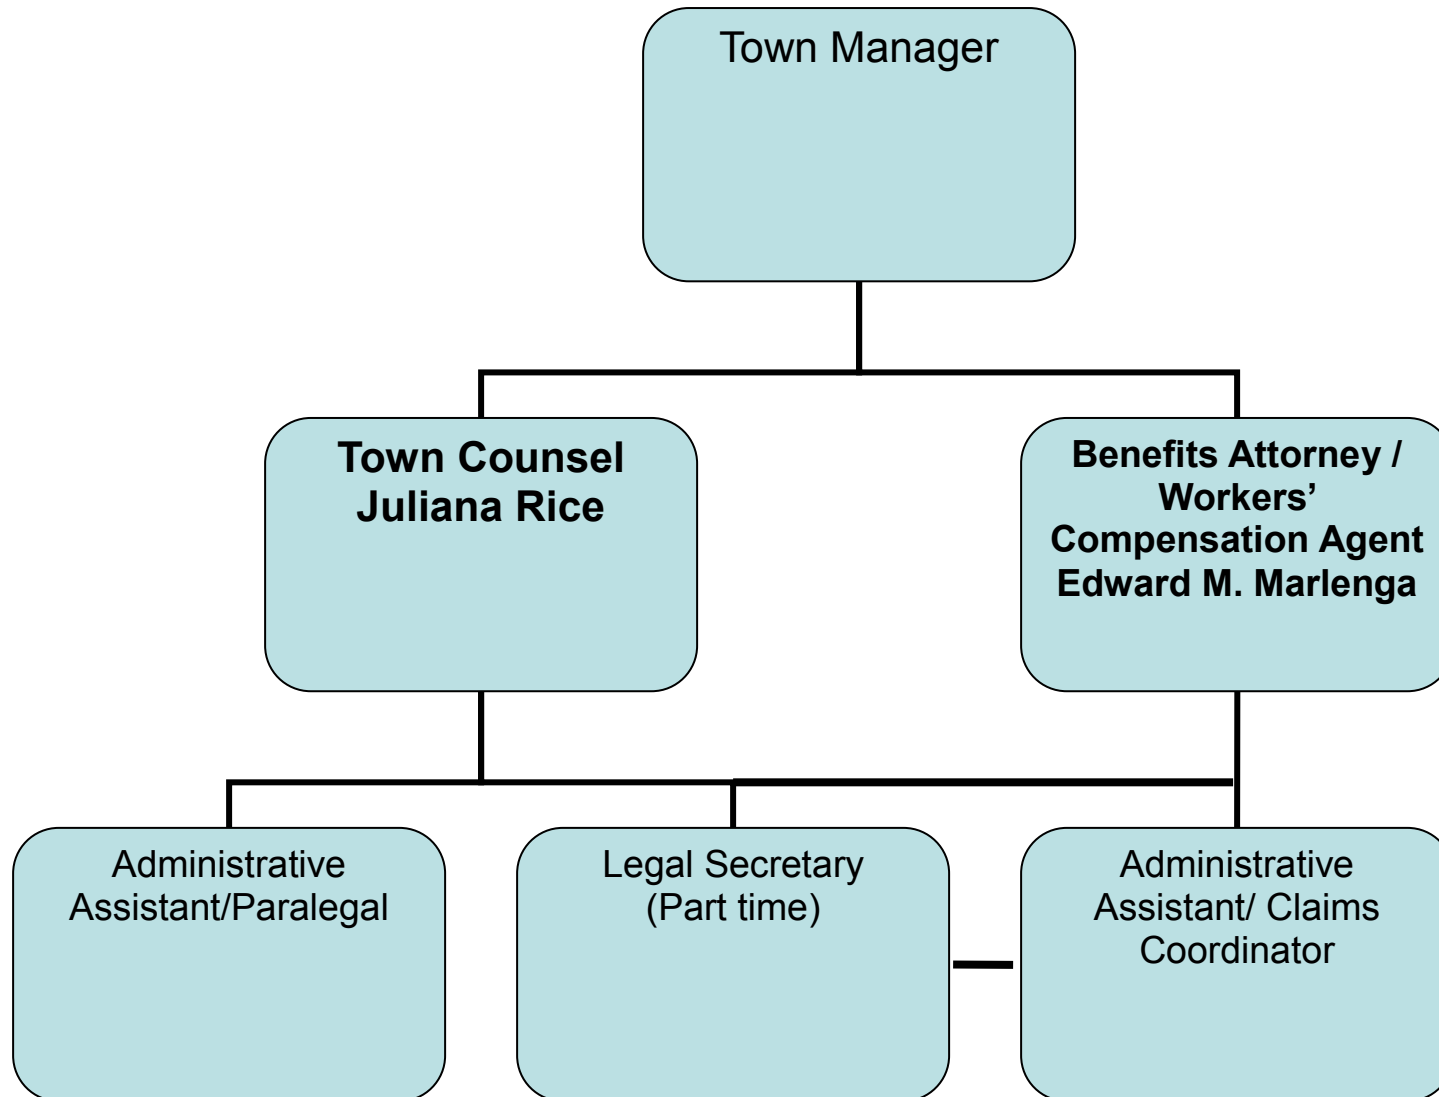 Town Manager
Town Counsel
Juliana Rice
Benefits Attorney /
Workers’
Compensation Agent
Edward M. Marlenga
Administrative
Assistant/Paralegal
Legal Secretary
(Part time)
Administrative
Assistant/ Claims
Coordinator